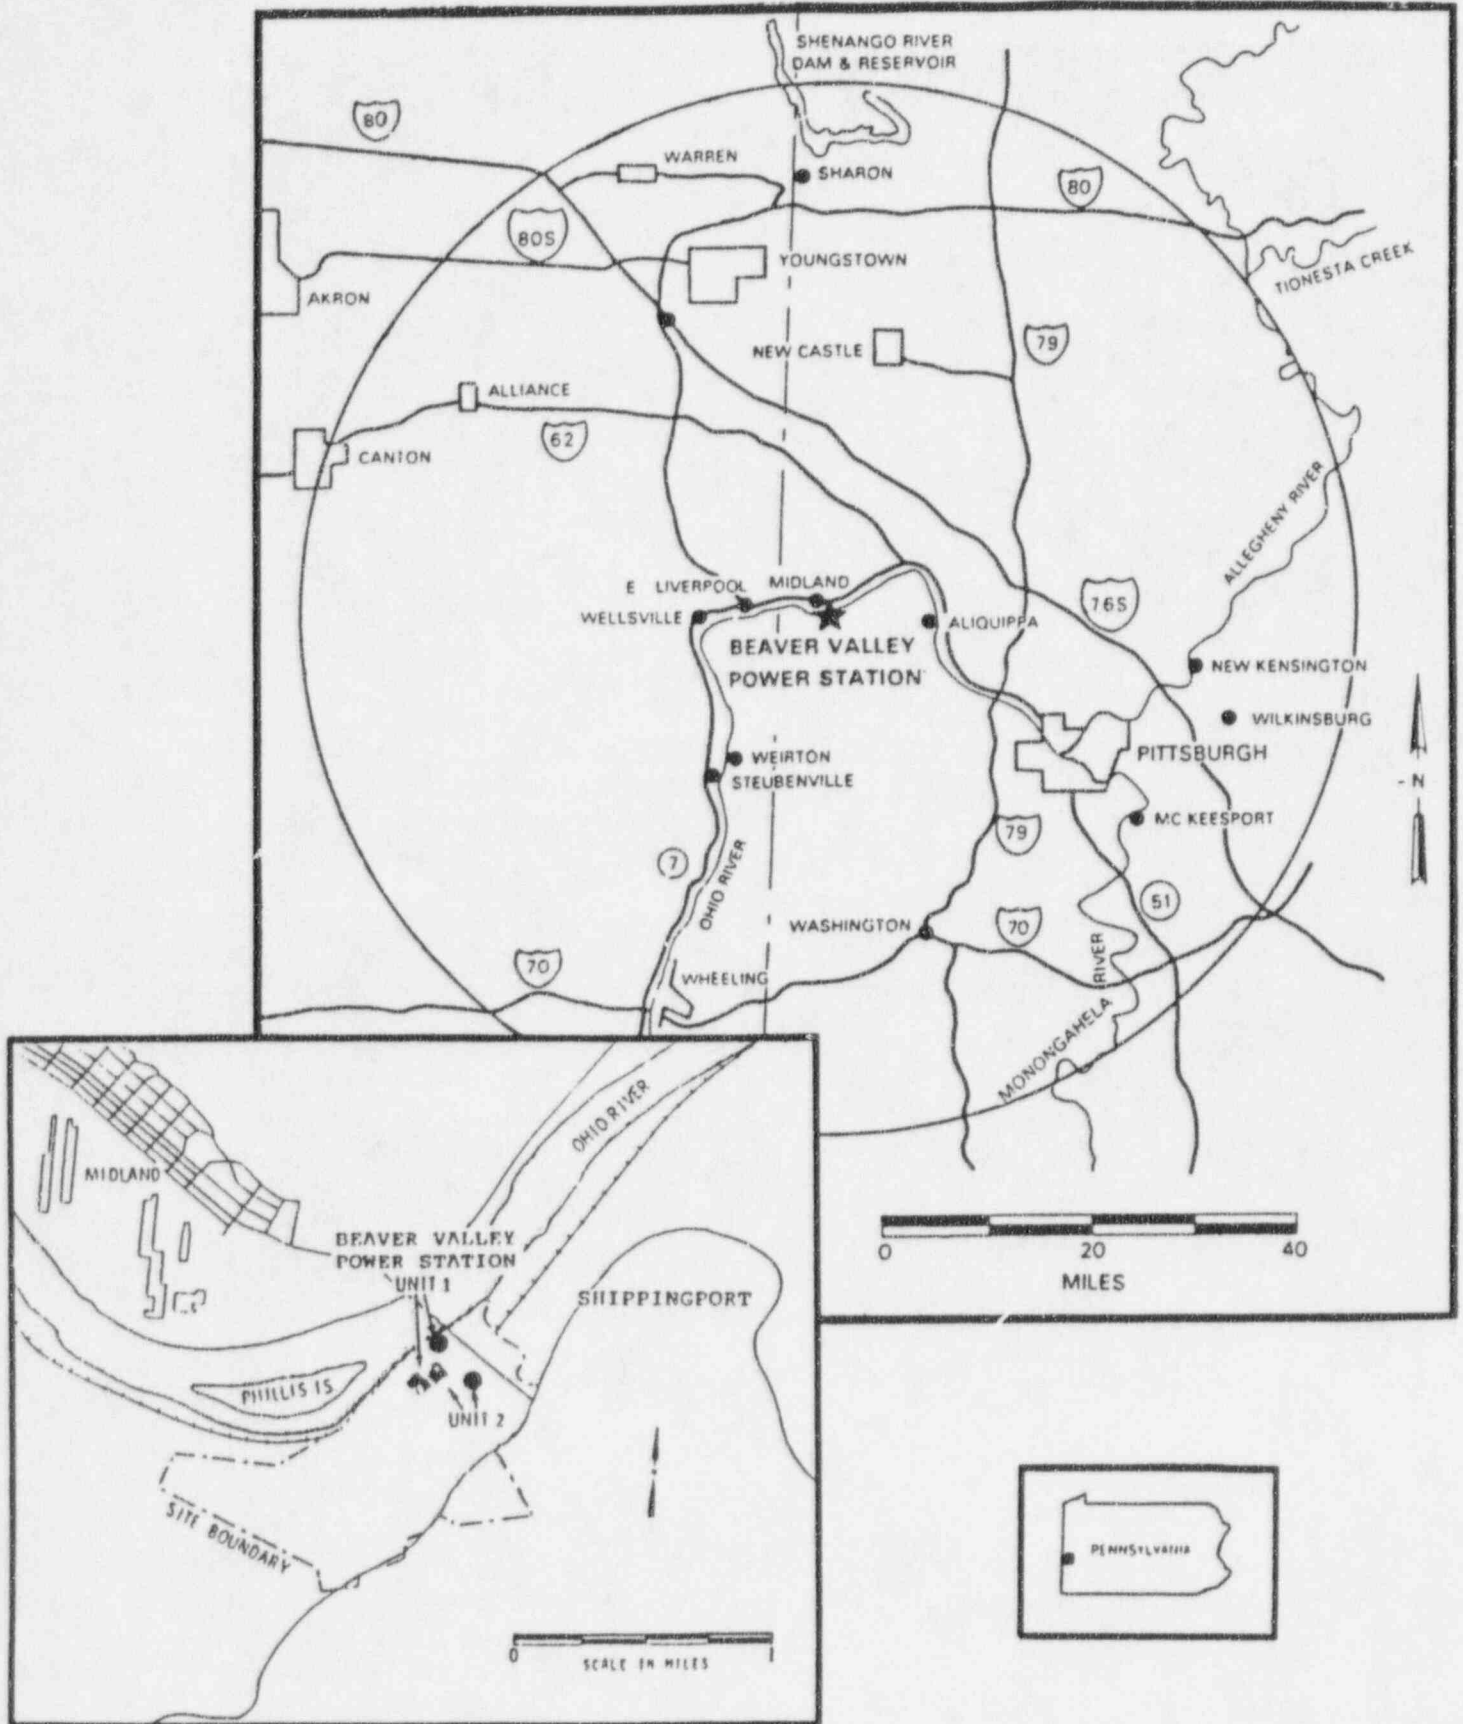 SHENANGO RIVER
DAM & RESERVOIR
80
WARREN
SHARON
80
80S
YOUNGSTOWN
TIONESTA CREEK
AKRON
NEW CASTLE
79
ALLIANCE
62
CANTON
ALLEGHENY RIVER
E LIVERPOOL
MIDLAND
76S
WELLSVILLE
ALIQUIPPA
BEAVER VALLEY
POWER STATION
NEW KENSINGTON
WILKINSBURG
PITTSBURGH
WEIRTON
STEUBENVILLE
N
MC KEESPORT
79
7
OHIO RIVER
51
WASHINGTON
70
70
WHEELING
MONONGAHELA RIVER
0 20 40
MILES
OHIO RIVER
MIDLAND
BEAVER VALLEY
POWER STATION
UNIT 1
SHIPPINGPORT
PHILLIS IS
UNIT 2
SITE BOUNDARY
0 1
SCALE IN MILES
PENNSYLVANIA